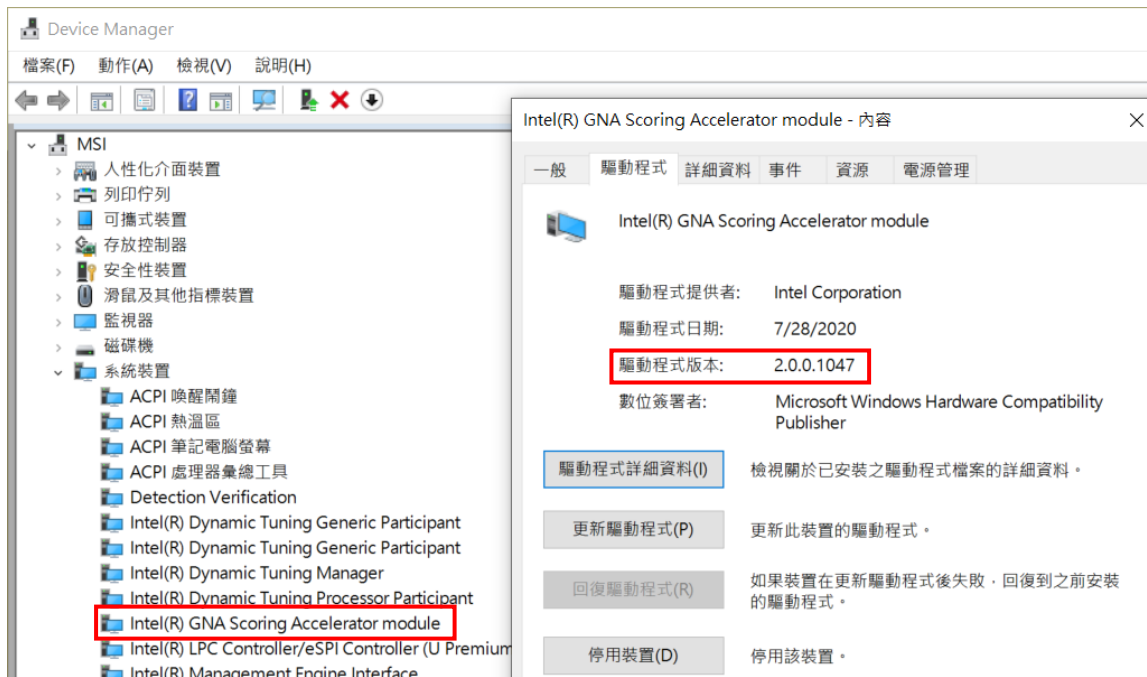 Device Manager
檔案(F) 動作(A) 檢視(V) 說明(H)
MSI
人性化介面裝置
列印佇列
可攜式裝置
存放控制器
安全性裝置
滑鼠及其他指標裝置
監視器
磁碟機
系統裝置
ACPI 喚醒鬧鐘
ACPI 熱溫區
ACPI 筆記電腦螢幕
ACPI 處理器彙總工具
Detection Verification
Intel(R) Dynamic Tuning Generic Participant
Intel(R) Dynamic Tuning Generic Participant
Intel(R) Dynamic Tuning Manager
Intel(R) Dynamic Tuning Processor Participant
Intel(R) GNA Scoring Accelerator module
Intel(R) LPC Controller/eSPI Controller (U Premium
Intel(R) Management Engine Interface
Intel(R) GNA Scoring Accelerator module - 內容
一般 驅動程式 詳細資料 事件 資源 電源管理
Intel(R) GNA Scoring Accelerator module
驅動程式提供者: Intel Corporation
驅動程式日期: 7/28/2020
驅動程式版本: 2.0.0.1047
數位簽署者: Microsoft Windows Hardware Compatibility
Publisher
驅動程式詳細資料(I) 檢視關於已安裝之驅動程式檔案的詳細資料。
更新驅動程式(P) 更新此裝置的驅動程式。
回復驅動程式(R) 如果裝置在更新驅動程式後失敗，回復到之前安裝
的驅動程式。
停用裝置(D) 停用該裝置。